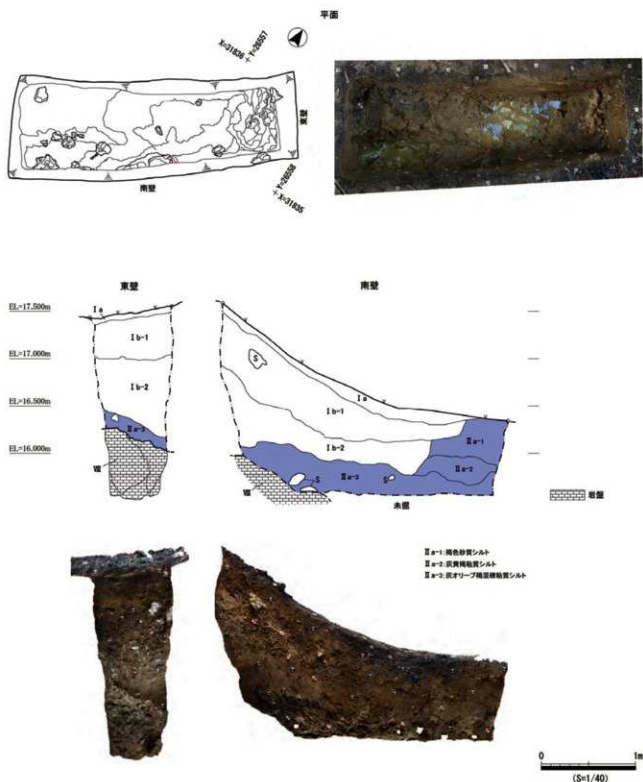 平面
X=31836
Y=26557
東壁
南壁
Y=26558
X=31835
東壁
南壁
EL=17.500m
EL=17.000m
EL=16.500m
EL=16.000m
Ⅰa
Ⅰb-1
Ⅰb-2
Ⅱa-3
Ⅷ
S
Ⅰa
Ⅰb-1
Ⅰb-2
Ⅱa-1
Ⅱa-2
Ⅱa-3
S
S
Ⅷ
未掘
岩盤
Ⅱa-1:褐色砂質シルト
Ⅱa-2:灰黄褐粘質シルト
Ⅱa-3:灰オリーブ褐混礫粘質シルト
0 1m
(S=1/40)